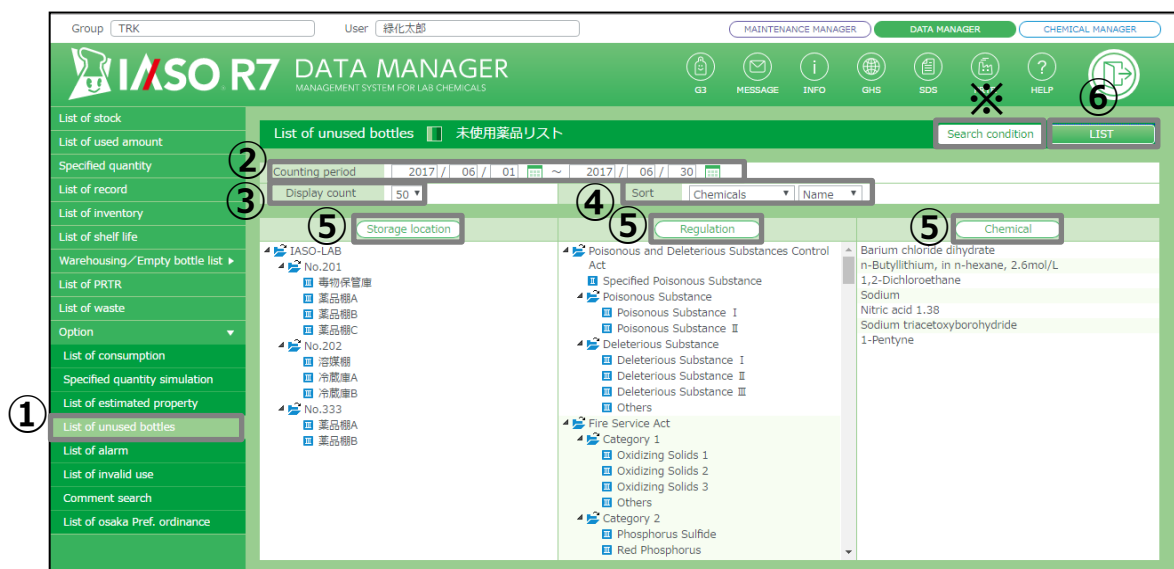 Group TRK User 緑化太郎 MAINTENANCE MANAGER DATA MANAGER CHEMICAL MANAGER
IASO R7 DATA MANAGER
MANAGEMENT SYSTEM FOR LAB CHEMICALS
G3 MESSAGE INFO GHS SDS HELP
※ ⑥
List of unused bottles 未使用薬品リスト Search condition LIST
② Counting period 2017 / 06 / 01 ~ 2017 / 06 / 30
③ Display count 50 ④ Sort Chemicals Name
⑤ Storage location ⑤ Regulation ⑤ Chemical
List of stock
List of used amount
Specified quantity
List of record
List of inventory
List of shelf life
Warehousing/Empty bottle list
List of PRTR
List of waste
Option
List of consumption
Specified quantity simulation
List of estimated property
① List of unused bottles
List of alarm
List of invalid use
Comment search
List of osaka Pref. ordinance
IASO-LAB
No.201
毒物保管庫
薬品棚A
薬品棚B
薬品棚C
No.202
溶媒棚
冷蔵庫A
冷蔵庫B
No.333
薬品棚A
薬品棚B
Poisonous and Deleterious Substances Control
Act
Specified Poisonous Substance
Poisonous Substance
Poisonous Substance Ⅰ
Poisonous Substance Ⅱ
Deleterious Substance
Deleterious Substance Ⅰ
Deleterious Substance Ⅱ
Deleterious Substance Ⅲ
Others
Fire Service Act
Category 1
Oxidizing Solids 1
Oxidizing Solids 2
Oxidizing Solids 3
Others
Category 2
Phosphorus Sulfide
Red Phosphorus
Barium chloride dihydrate
n-Butyllithium, in n-hexane, 2.6mol/L
1,2-Dichloroethane
Sodium
Nitric acid 1.38
Sodium triacetoxyborohydride
1-Pentyne